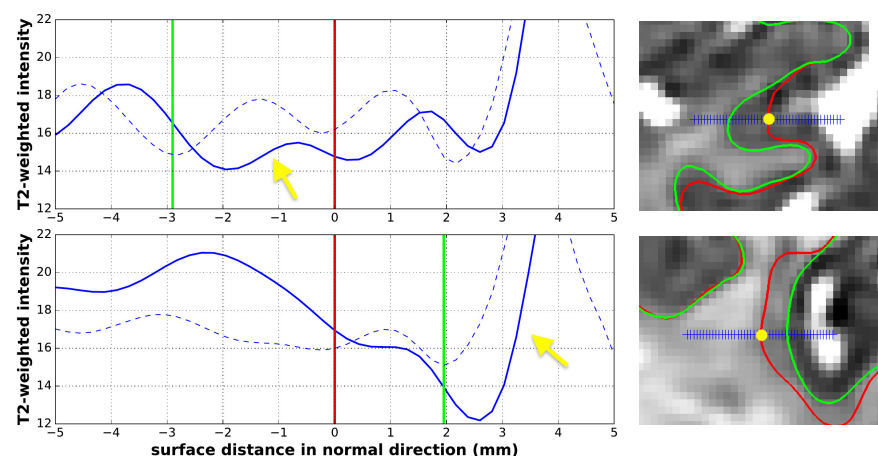 T2-weighted intensity
22
20
18
16
14
12
−5 −4 −3 −2 −1 0 1 2 3 4 5
T2-weighted intensity
22
20
18
16
14
12
−5 −4 −3 −2 −1 0 1 2 3 4 5
surface distance in normal direction (mm)